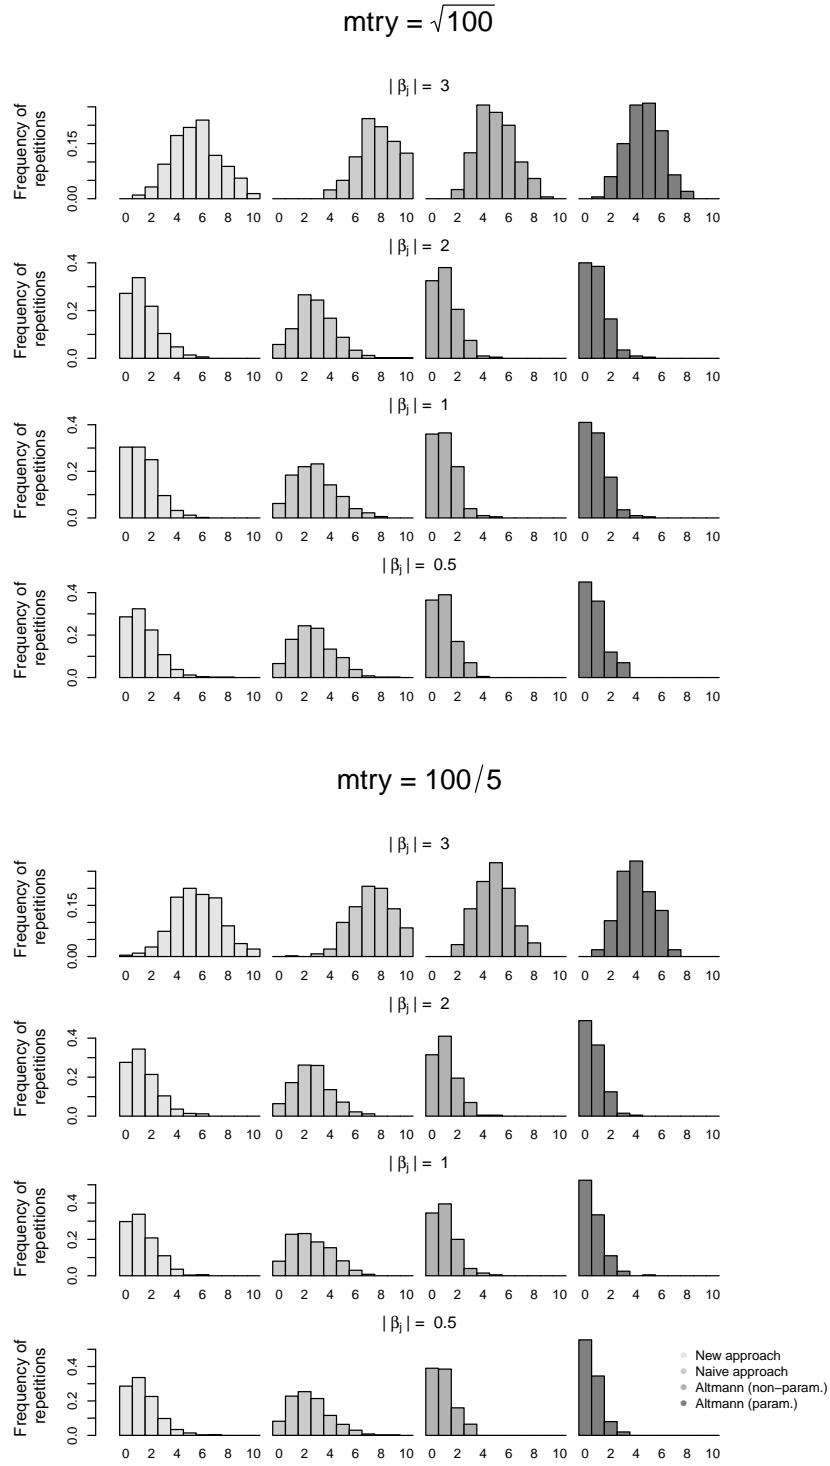 mtry = √100
| βj | = 3
Frequency of
repetitions
0.00 0.15
0 2 4 6 8 10 0 2 4 6 8 10 0 2 4 6 8 10 0 2 4 6 8 10
| βj | = 2
Frequency of
repetitions
0.0 0.2 0.4
0 2 4 6 8 10 0 2 4 6 8 10 0 2 4 6 8 10 0 2 4 6 8 10
| βj | = 1
Frequency of
repetitions
0.0 0.2 0.4
0 2 4 6 8 10 0 2 4 6 8 10 0 2 4 6 8 10 0 2 4 6 8 10
| βj | = 0.5
Frequency of
repetitions
0.0 0.2 0.4
0 2 4 6 8 10 0 2 4 6 8 10 0 2 4 6 8 10 0 2 4 6 8 10
mtry = 100/5
| βj | = 3
Frequency of
repetitions
0.00 0.15
0 2 4 6 8 10 0 2 4 6 8 10 0 2 4 6 8 10 0 2 4 6 8 10
| βj | = 2
Frequency of
repetitions
0.0 0.2 0.4
0 2 4 6 8 10 0 2 4 6 8 10 0 2 4 6 8 10 0 2 4 6 8 10
| βj | = 1
Frequency of
repetitions
0.0 0.2 0.4
0 2 4 6 8 10 0 2 4 6 8 10 0 2 4 6 8 10 0 2 4 6 8 10
| βj | = 0.5
Frequency of
repetitions
0.0 0.2 0.4
0 2 4 6 8 10 0 2 4 6 8 10 0 2 4 6 8 10 0 2 4 6 8 10
New approach
Naive approach
Altmann (non−param.)
Altmann (param.)